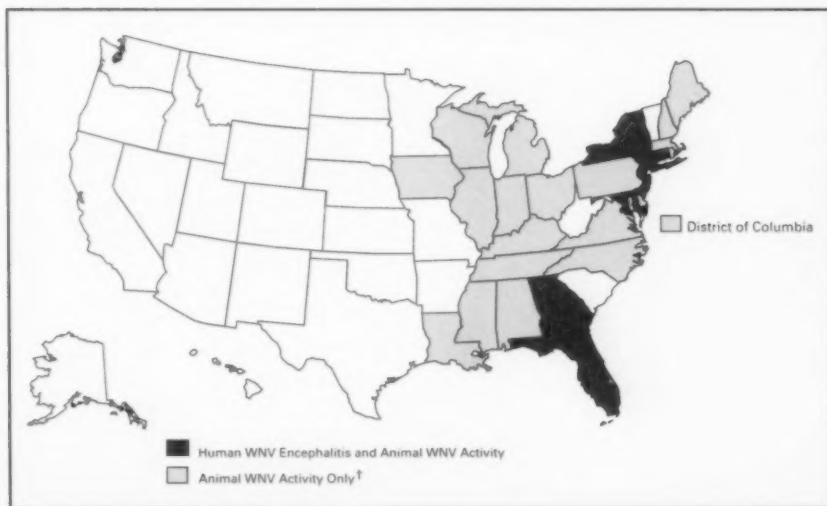 District of Columbia
Human WNV Encephalitis and Animal WNV Activity
Animal WNV Activity Only†